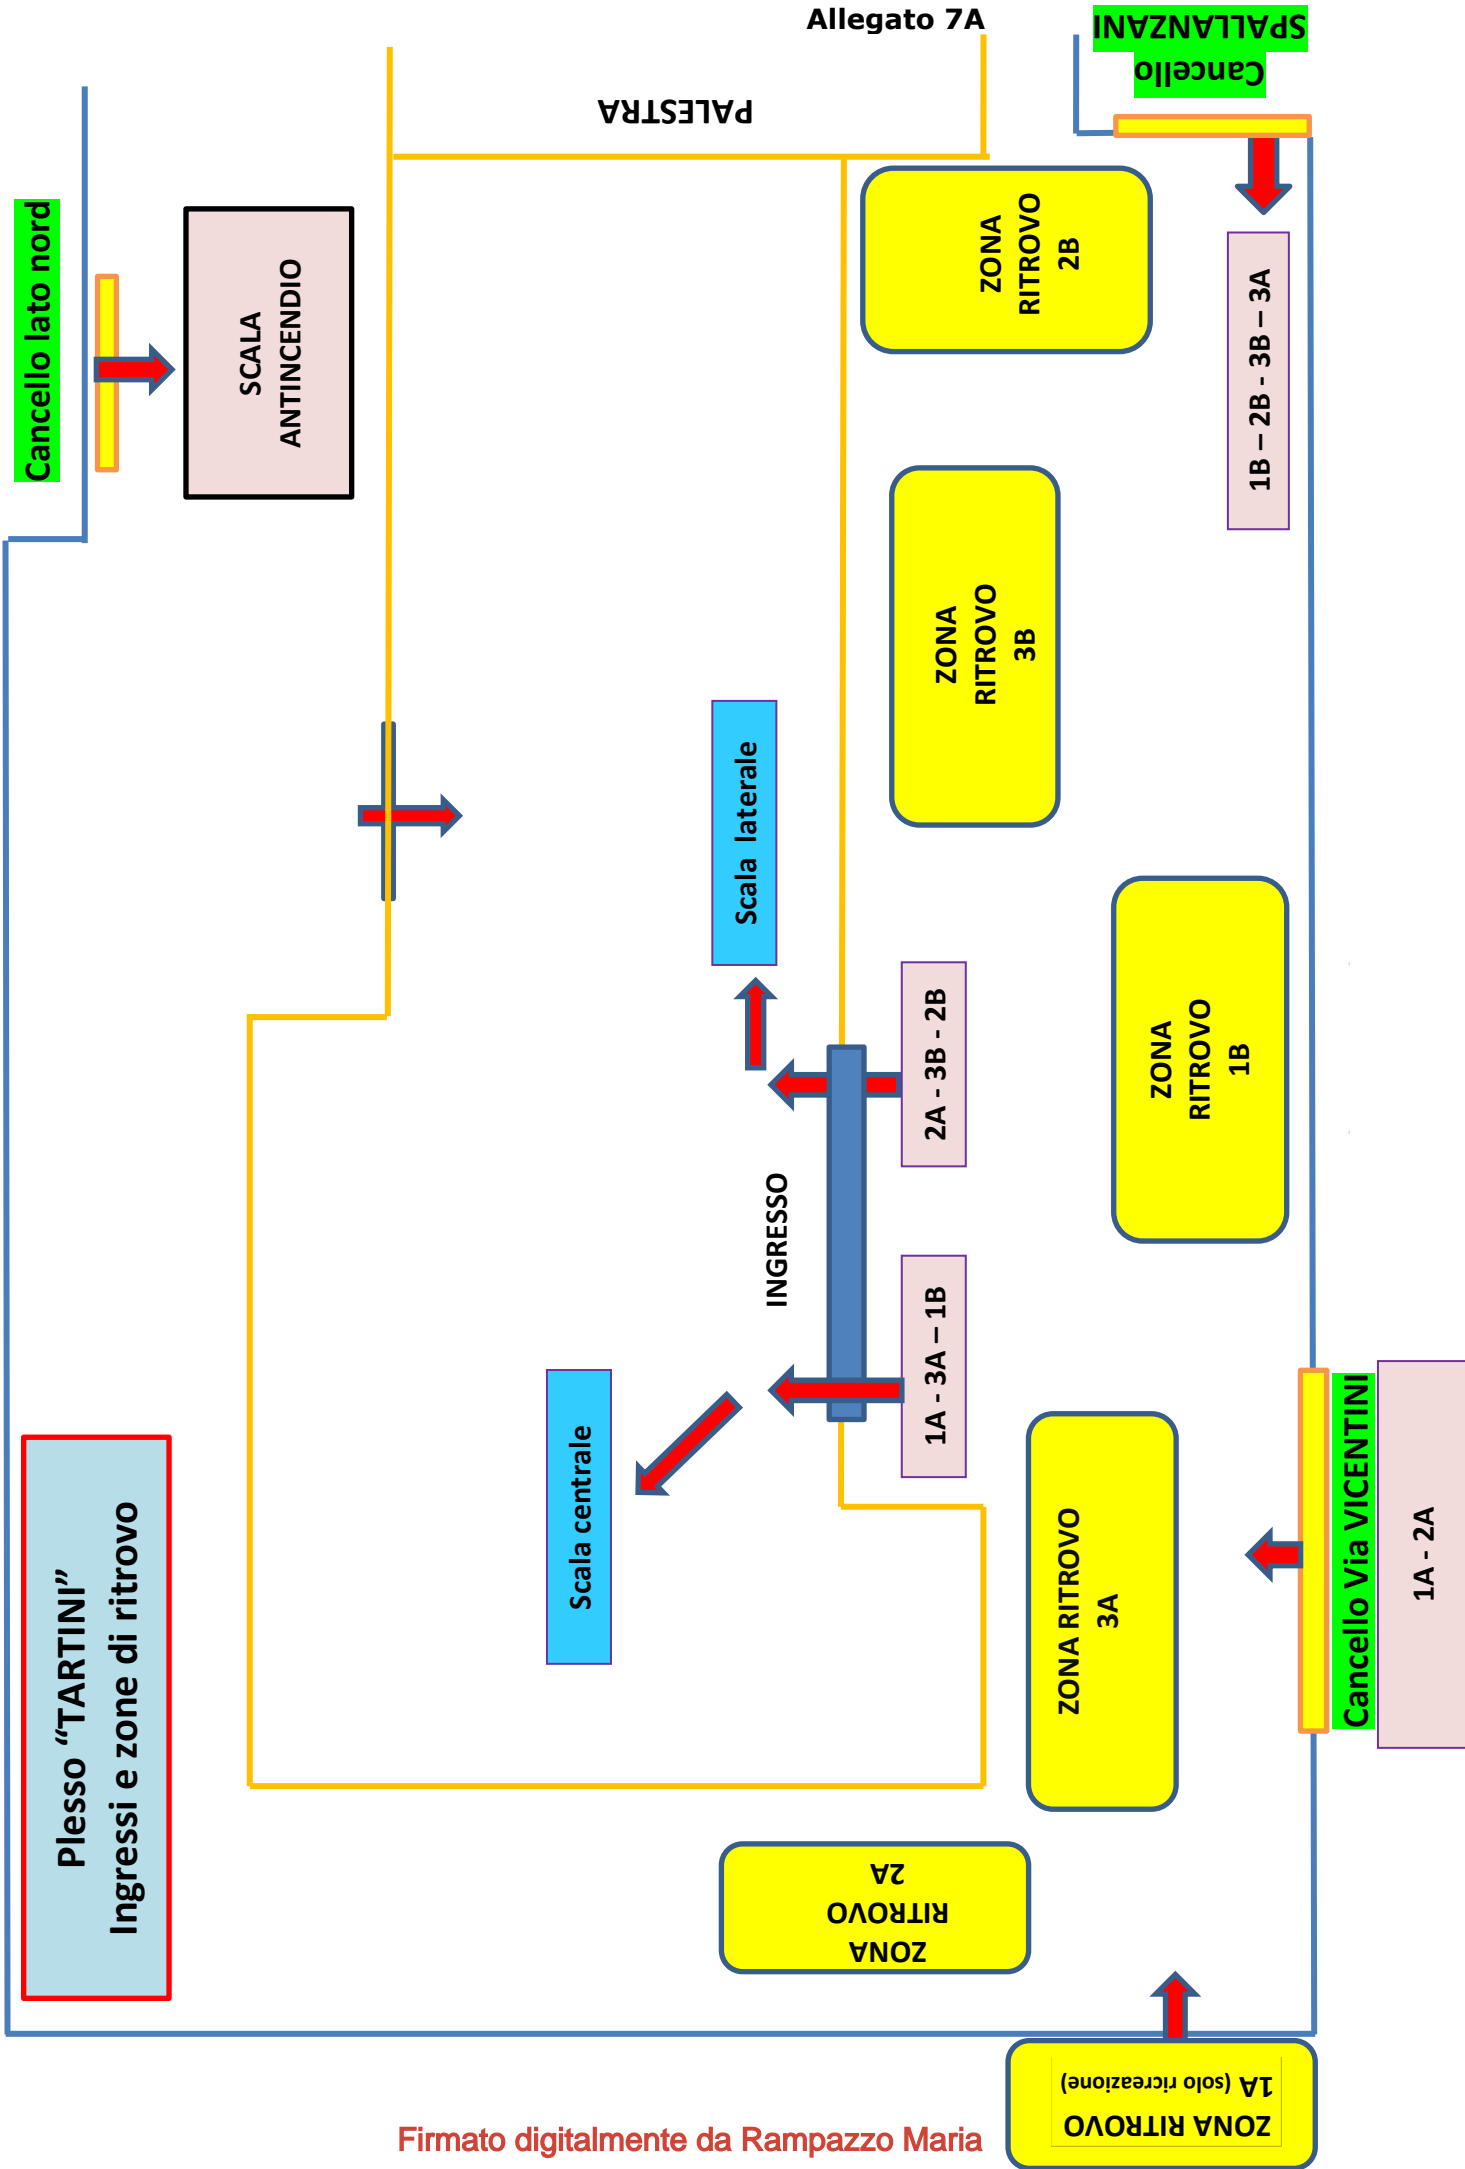 Allegato 7A
Plesso “TARTINI”
Ingressi e zone di ritrovo
Cancello lato nord
SCALA
ANTINCENDIO
PALESTRA
Cancello
SPALLANZANI
1B – 2B - 3B – 3A
ZONA
RITROVO
2B
ZONA
RITROVO
3B
Scala  laterale
2A - 3B - 2B
INGRESSO
Scala centrale
1A - 3A – 1B
ZONA
RITROVO
1B
ZONA RITROVO
3A
Cancello Via VICENTINI
1A - 2A
ZONA
RITROVO
2A
ZONA RITROVO
1A (solo ricreazione)
Firmato digitalmente da Rampazzo Maria